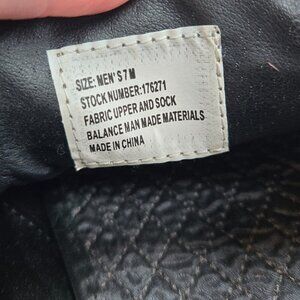 SIZE: MEN'S 7 M
STOCK NUMBER:176271
FABRIC UPPER AND SOCK
BALANCE MAN MADE MATERIALS
MADE IN CHINA